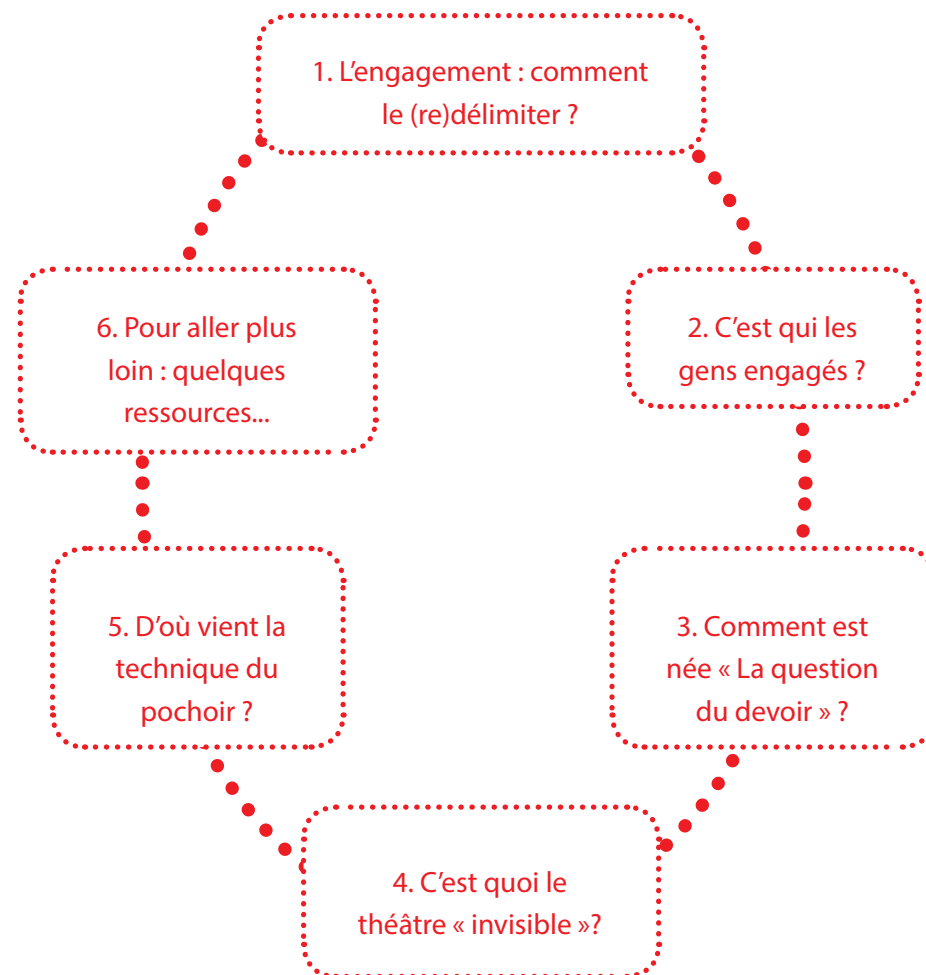 1. L'engagement : comment
le (re)délimiter ?
2. C'est qui les
gens engagés ?
3. Comment est
née « La question
du devoir » ?
4. C'est quoi le
théâtre « invisible »?
5. D'où vient la
technique du
pochoir ?
6. Pour aller plus
loin : quelques
ressources...